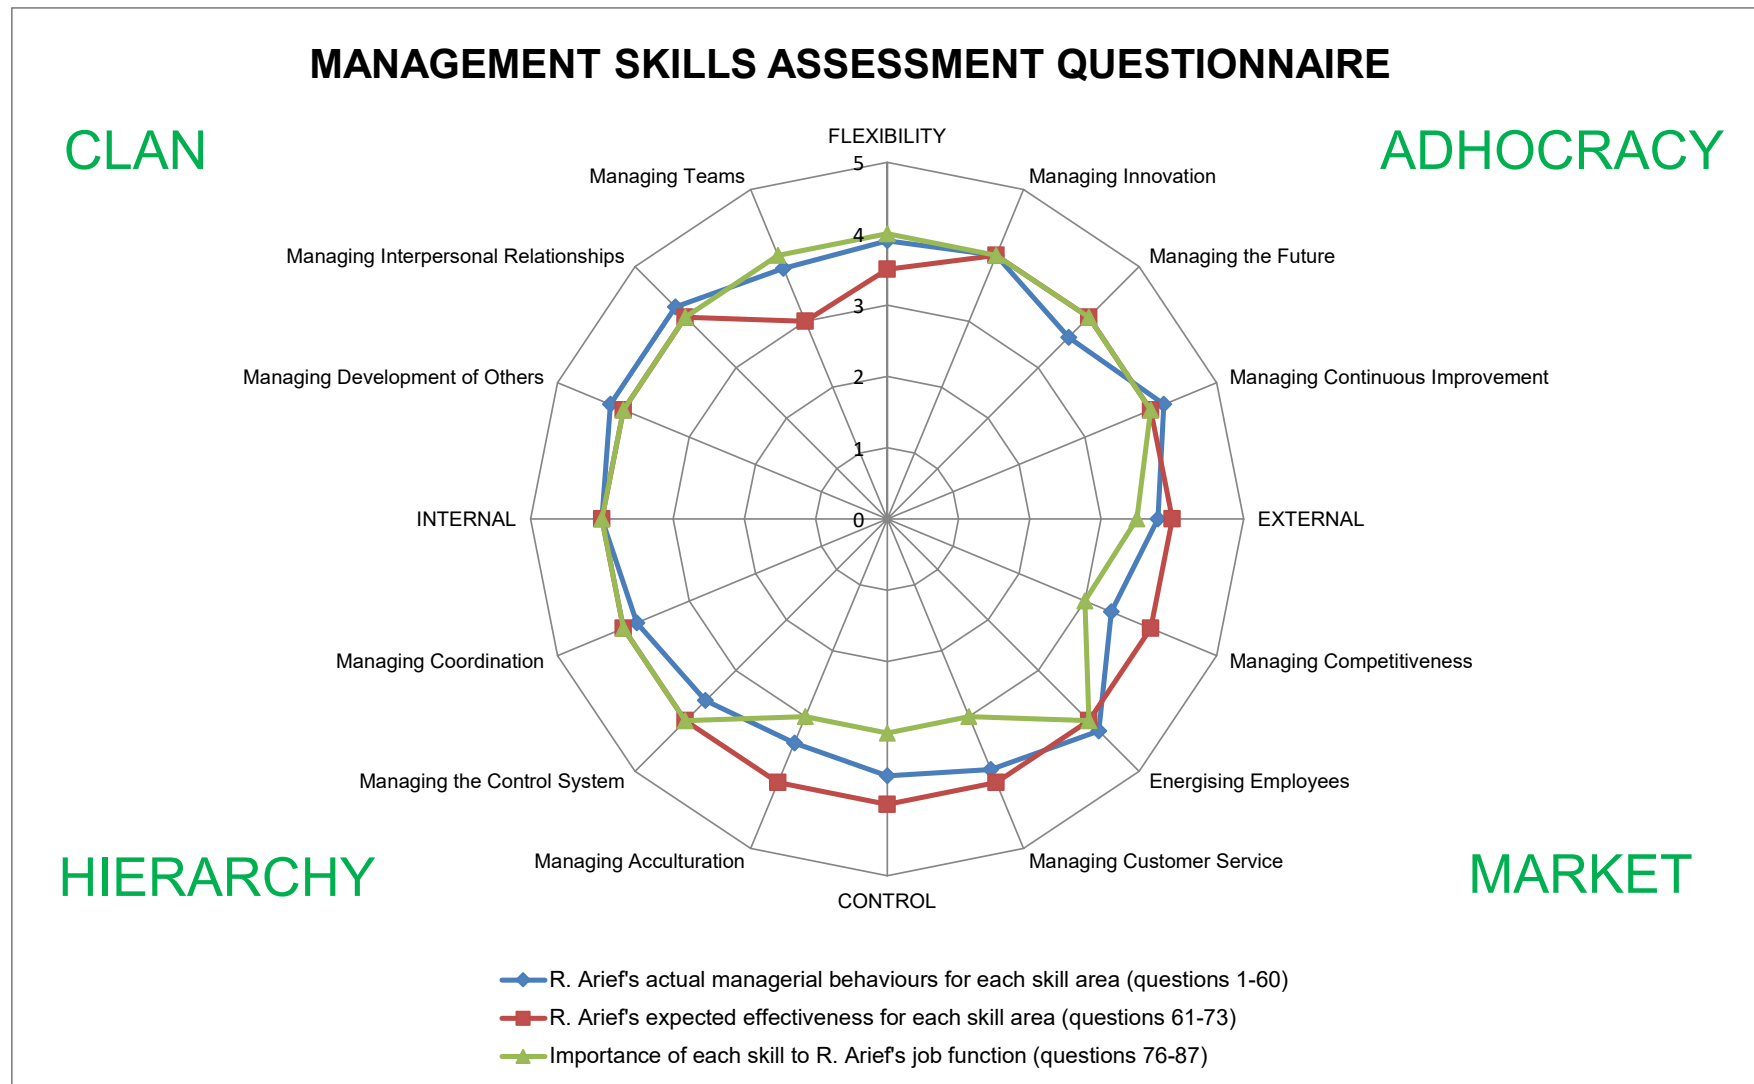 MANAGEMENT SKILLS ASSESSMENT QUESTIONNAIRE
CLAN
ADHOCRACY
FLEXIBILITY
Managing Teams
Managing Innovation
Managing Interpersonal Relationships
Managing the Future
Managing Development of Others
Managing Continuous Improvement
INTERNAL
EXTERNAL
Managing Coordination
Managing Competitiveness
Managing the Control System
Energising Employees
Managing Acculturation
Managing Customer Service
CONTROL
5
4
3
2
1
0
HIERARCHY
MARKET
R. Arief's actual managerial behaviours for each skill area (questions 1-60)
R. Arief's expected effectiveness for each skill area (questions 61-73)
Importance of each skill to R. Arief's job function (questions 76-87)